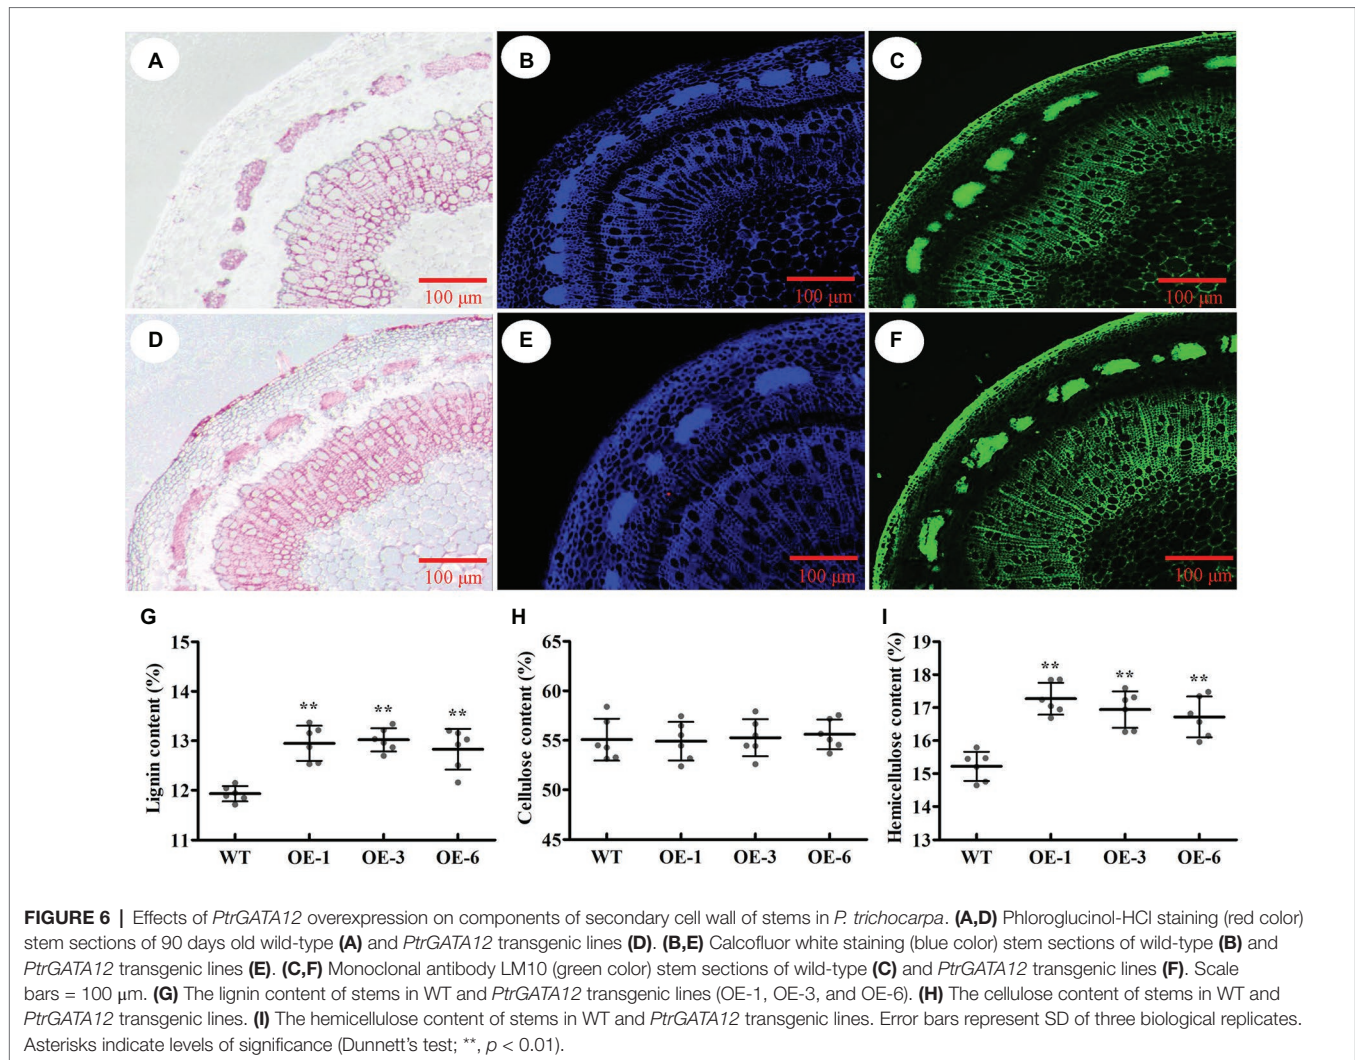 A
B
C
100 μm
100 μm
100 μm
D
E
F
100 μm
100 μm
100 μm
G
H
I
Lignin content (%)
15
14
13
12
11
**
**
**
WT OE-1 OE-3 OE-6
Cellulose content (%)
65
60
55
50
45
WT OE-1 OE-3 OE-6
Hemicellulose content (%)
19
18
17
16
15
14
13
**
**
**
WT OE-1 OE-3 OE-6
FIGURE 6 | Effects of PtrGATA12 overexpression on components of secondary cell wall of stems in P. trichocarpa. (A,D) Phloroglucinol-HCl staining (red color)
stem sections of 90 days old wild-type (A) and PtrGATA12 transgenic lines (D). (B,E) Calcofluor white staining (blue color) stem sections of wild-type (B) and
PtrGATA12 transgenic lines (E). (C,F) Monoclonal antibody LM10 (green color) stem sections of wild-type (C) and PtrGATA12 transgenic lines (F). Scale
bars = 100 μm. (G) The lignin content of stems in WT and PtrGATA12 transgenic lines (OE-1, OE-3, and OE-6). (H) The cellulose content of stems in WT and
PtrGATA12 transgenic lines. (I) The hemicellulose content of stems in WT and PtrGATA12 transgenic lines. Error bars represent SD of three biological replicates.
Asterisks indicate levels of significance (Dunnett's test; **, p < 0.01).